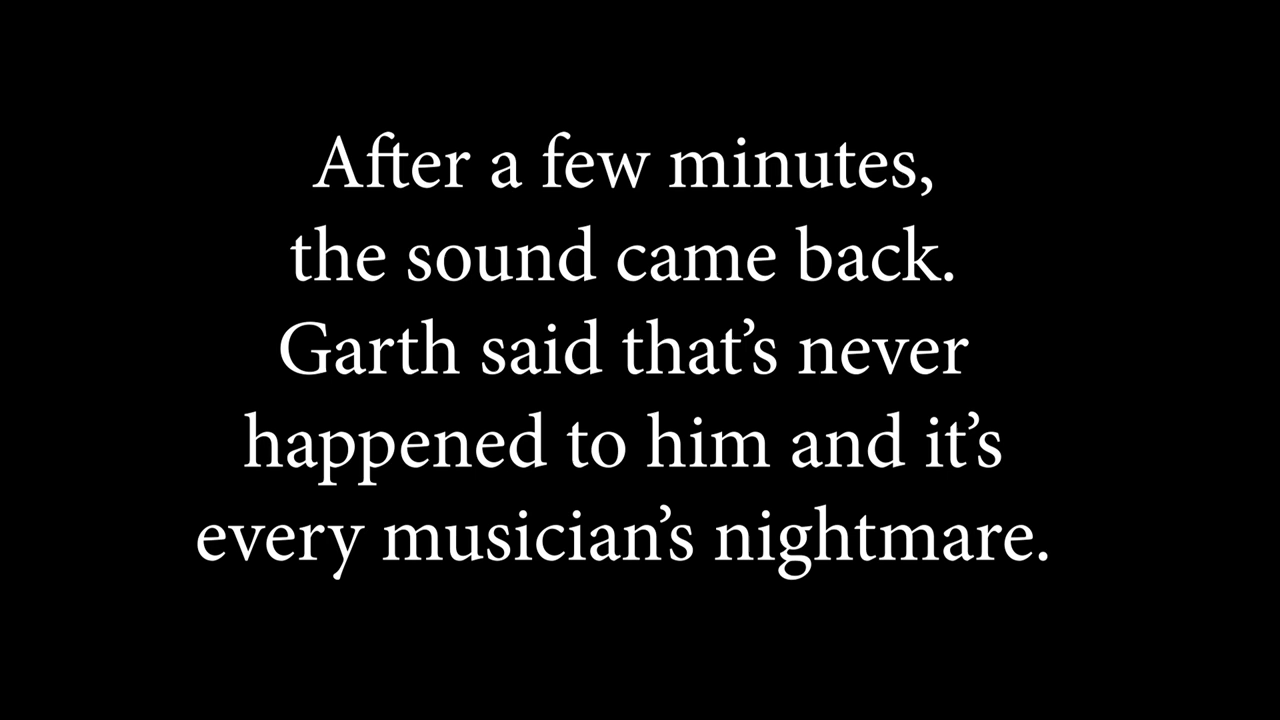 After a few minutes,
the sound came back.
Garth said that’s never
happened to him and it’s
every musician’s nightmare.